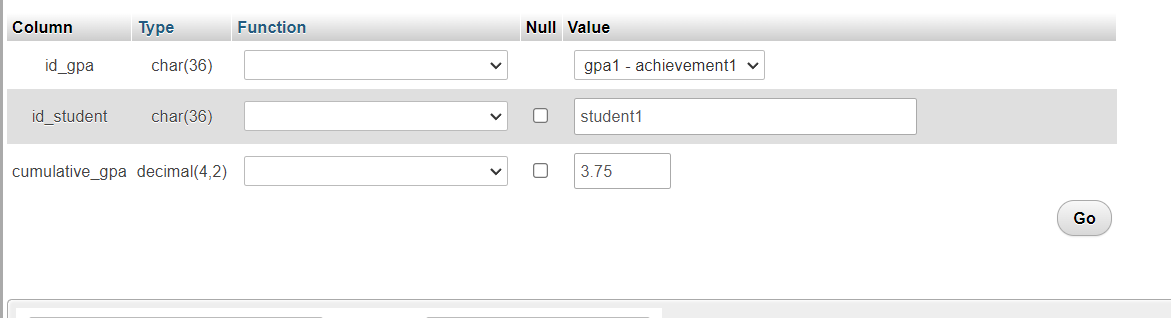 Column Type Function Null Value
id_gpa char(36) gpa1 - achievement1
id_student char(36) student1
cumulative_gpa decimal(4,2) 3.75
Go